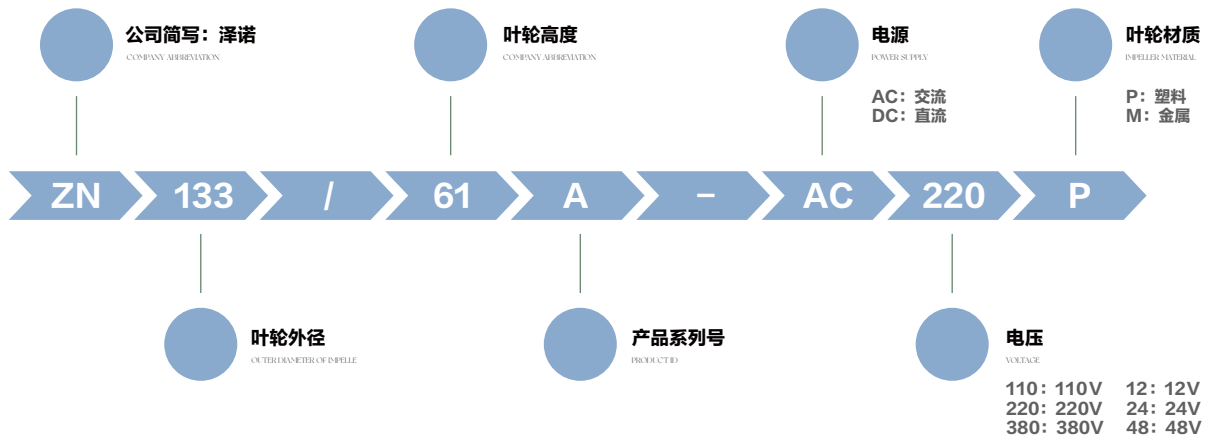 公司简写：泽诺
COMPANY ABBREVIATION
叶轮高度
COMPANY ABBREVIATION
电源
POWER SUPPLY
AC：交流
DC：直流
叶轮材质
IMPELLER MATERIAL
P：塑料
M：金属
ZN 133 / 61 A － AC 220 P
叶轮外径
OUTER DIAMETER OF IMPELLE
产品系列号
PRODUCT ID
电压
VOLTAGE
110：110V 12：12V
220：220V 24：24V
380：380V 48：48V